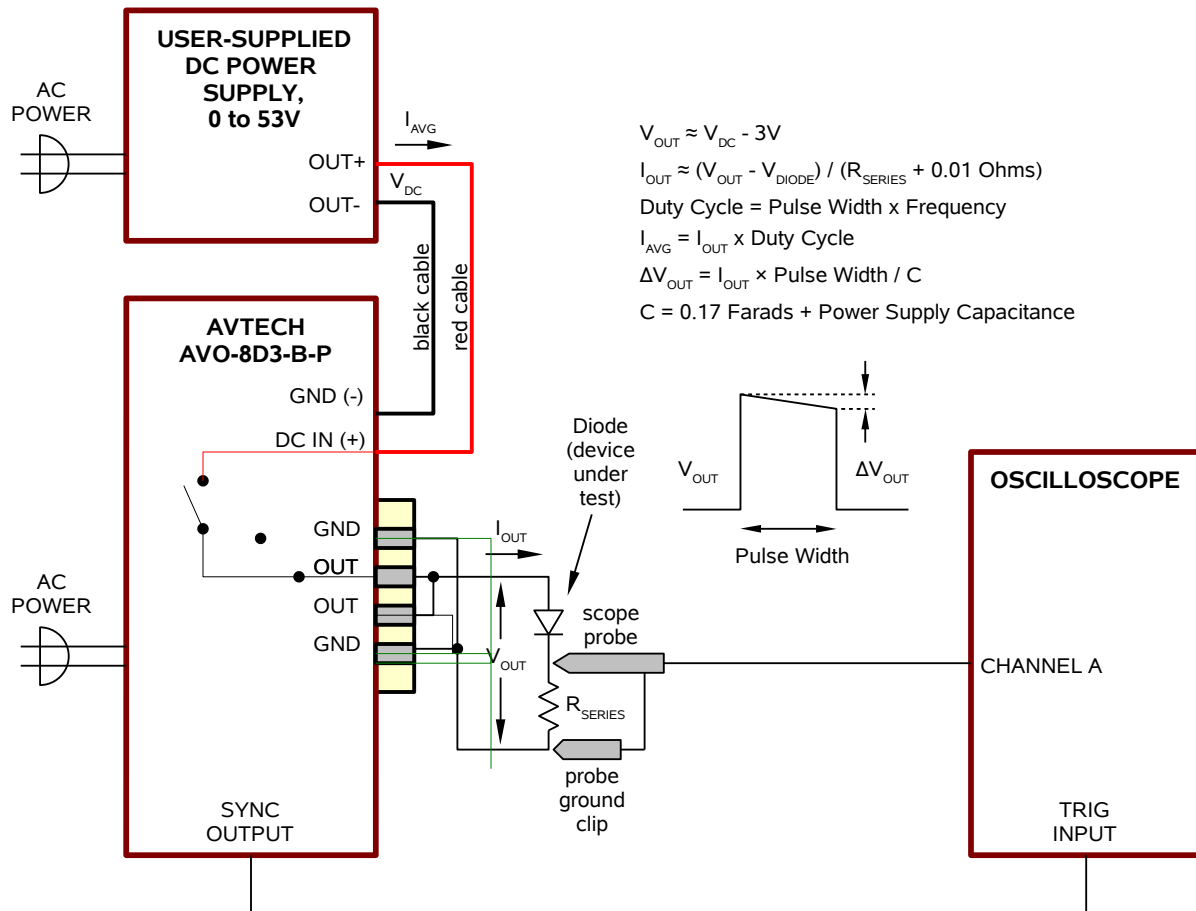 USER-SUPPLIED
DC POWER
SUPPLY,
0 to 53V
AC
POWER
I_AVG
OUT+
V_DC
OUT-
black cable
red cable
V_OUT ≈ V_DC - 3V
I_OUT ≈ (V_OUT - V_DIODE) / (R_SERIES + 0.01 Ohms)
Duty Cycle = Pulse Width x Frequency
I_AVG = I_OUT x Duty Cycle
ΔV_OUT = I_OUT × Pulse Width / C
C = 0.17 Farads + Power Supply Capacitance
AVTECH
AVO-8D3-B-P
GND (-)
DC IN (+)
GND
OUT
OUT
GND
AC
POWER
I_OUT
V_OUT
Diode
(device
under
test)
scope
probe
R_SERIES
probe
ground
clip
V_OUT
ΔV_OUT
Pulse Width
OSCILLOSCOPE
CHANNEL A
SYNC
OUTPUT
TRIG
INPUT